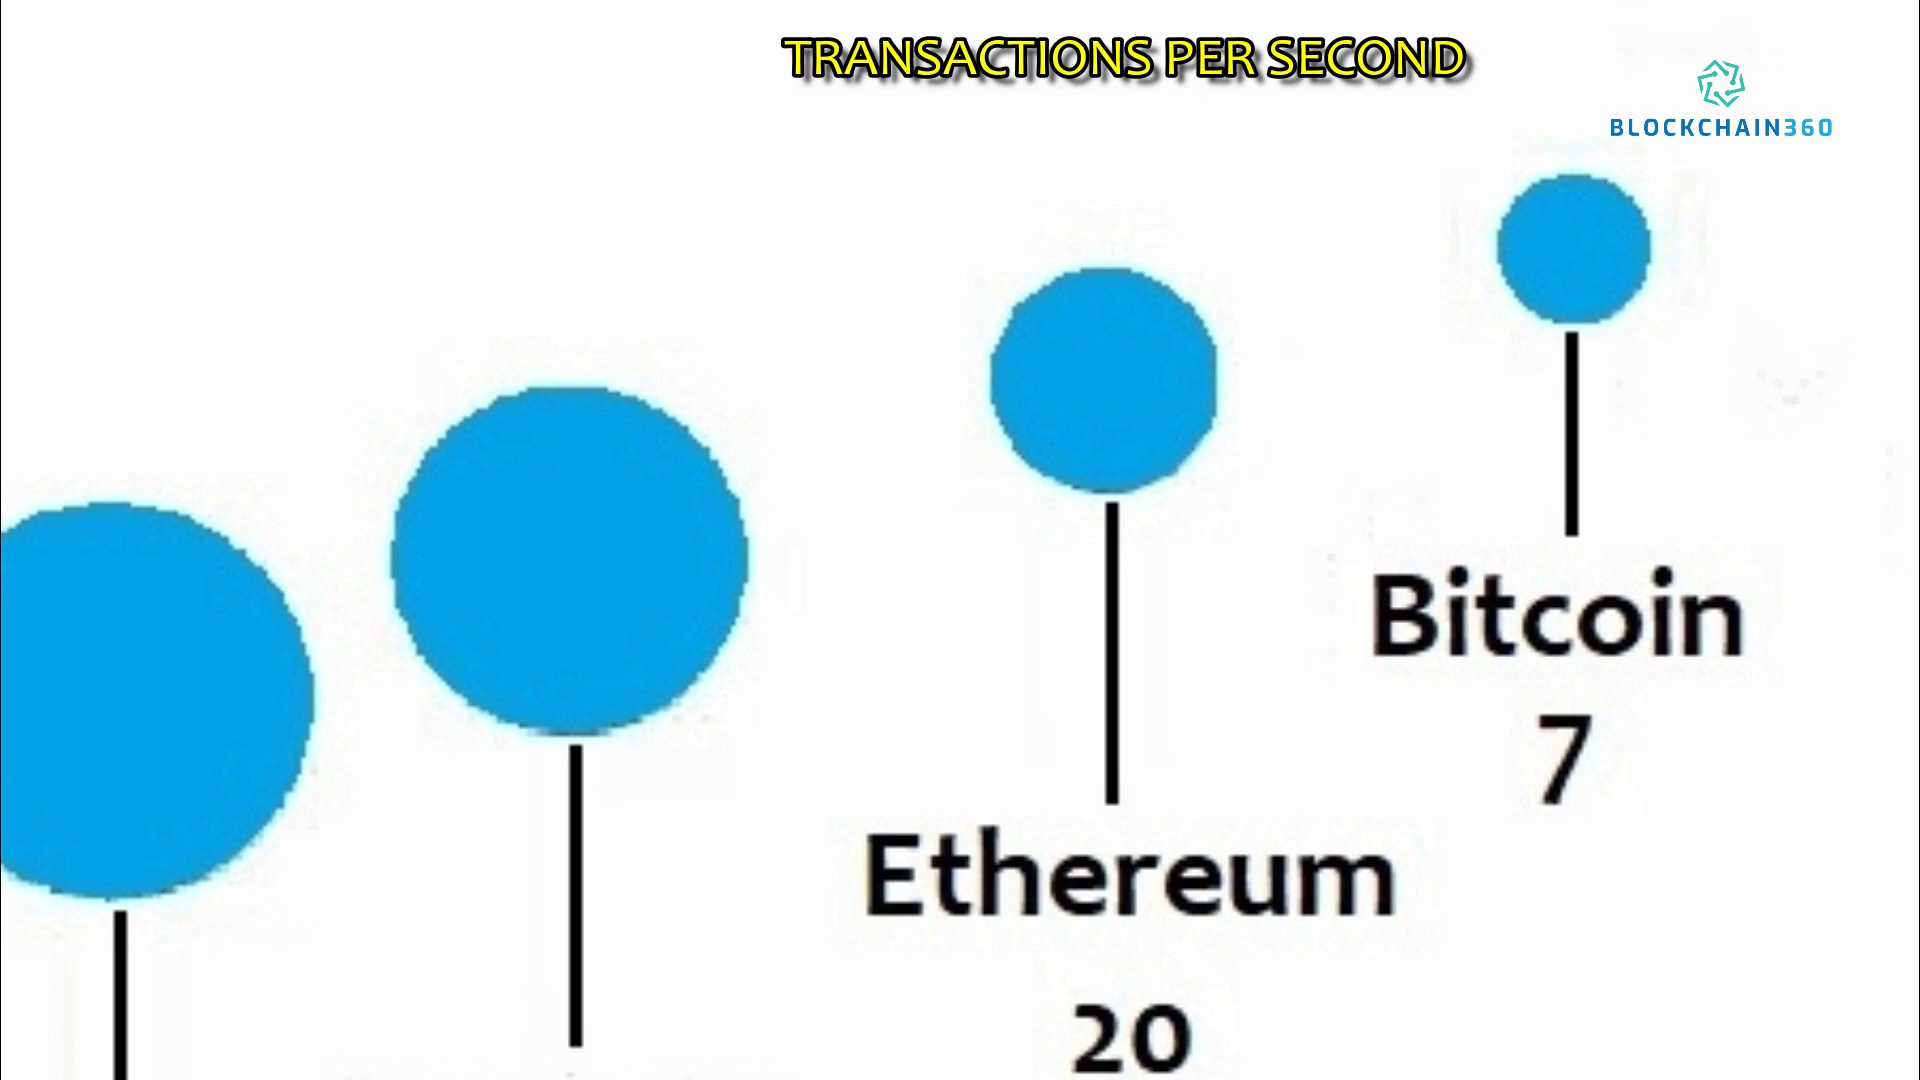 TRANSACTIONS PER SECOND
BLOCKCHAIN360
Bitcoin
7
Ethereum
20